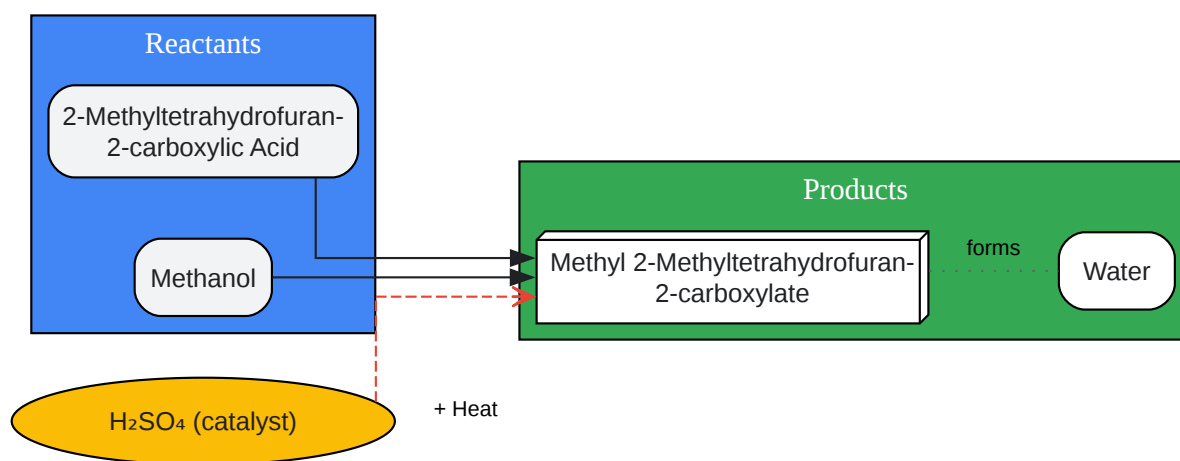 Reactants
2-Methyltetrahydrofuran-
2-carboxylic Acid
Methanol
Products
Methyl 2-Methyltetrahydrofuran-
2-carboxylate
forms
Water
H₂SO₄ (catalyst)
+ Heat